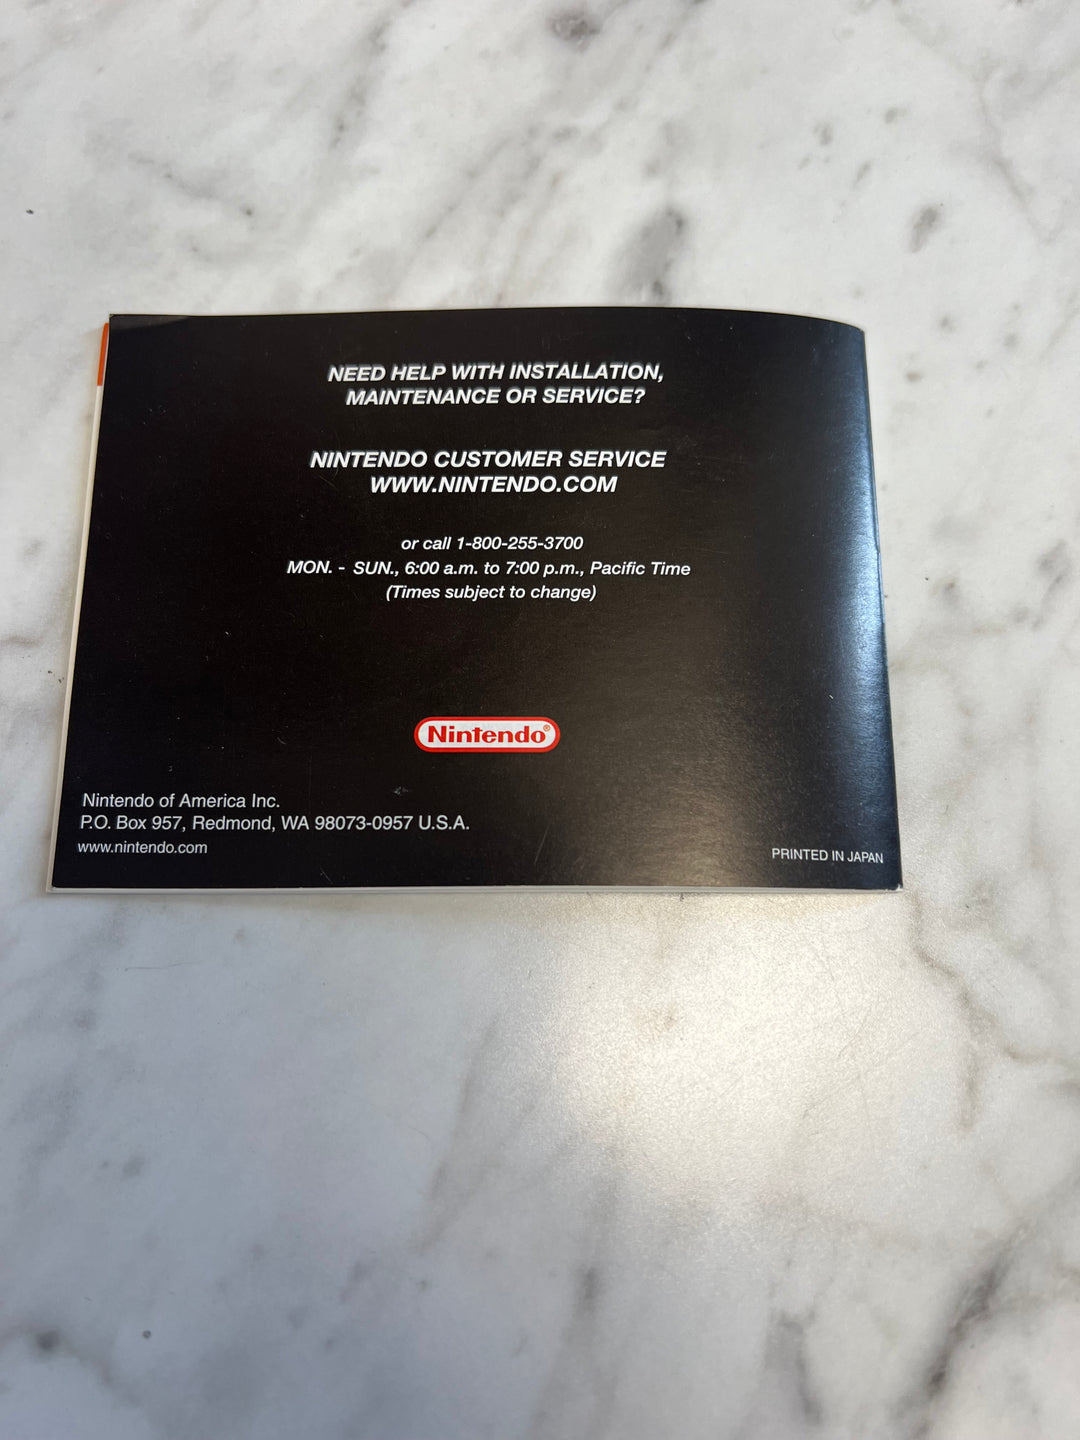 NEED HELP WITH INSTALLATION,
MAINTENANCE OR SERVICE?
NINTENDO CUSTOMER SERVICE
WWW.NINTENDO.COM
or call 1-800-255-3700
MON. - SUN., 6:00 a.m. to 7:00 p.m., Pacific Time
(Times subject to change)
Nintendo®
Nintendo of America Inc.
P.O. Box 957, Redmond, WA 98073-0957 U.S.A.
www.nintendo.com
PRINTED IN JAPAN